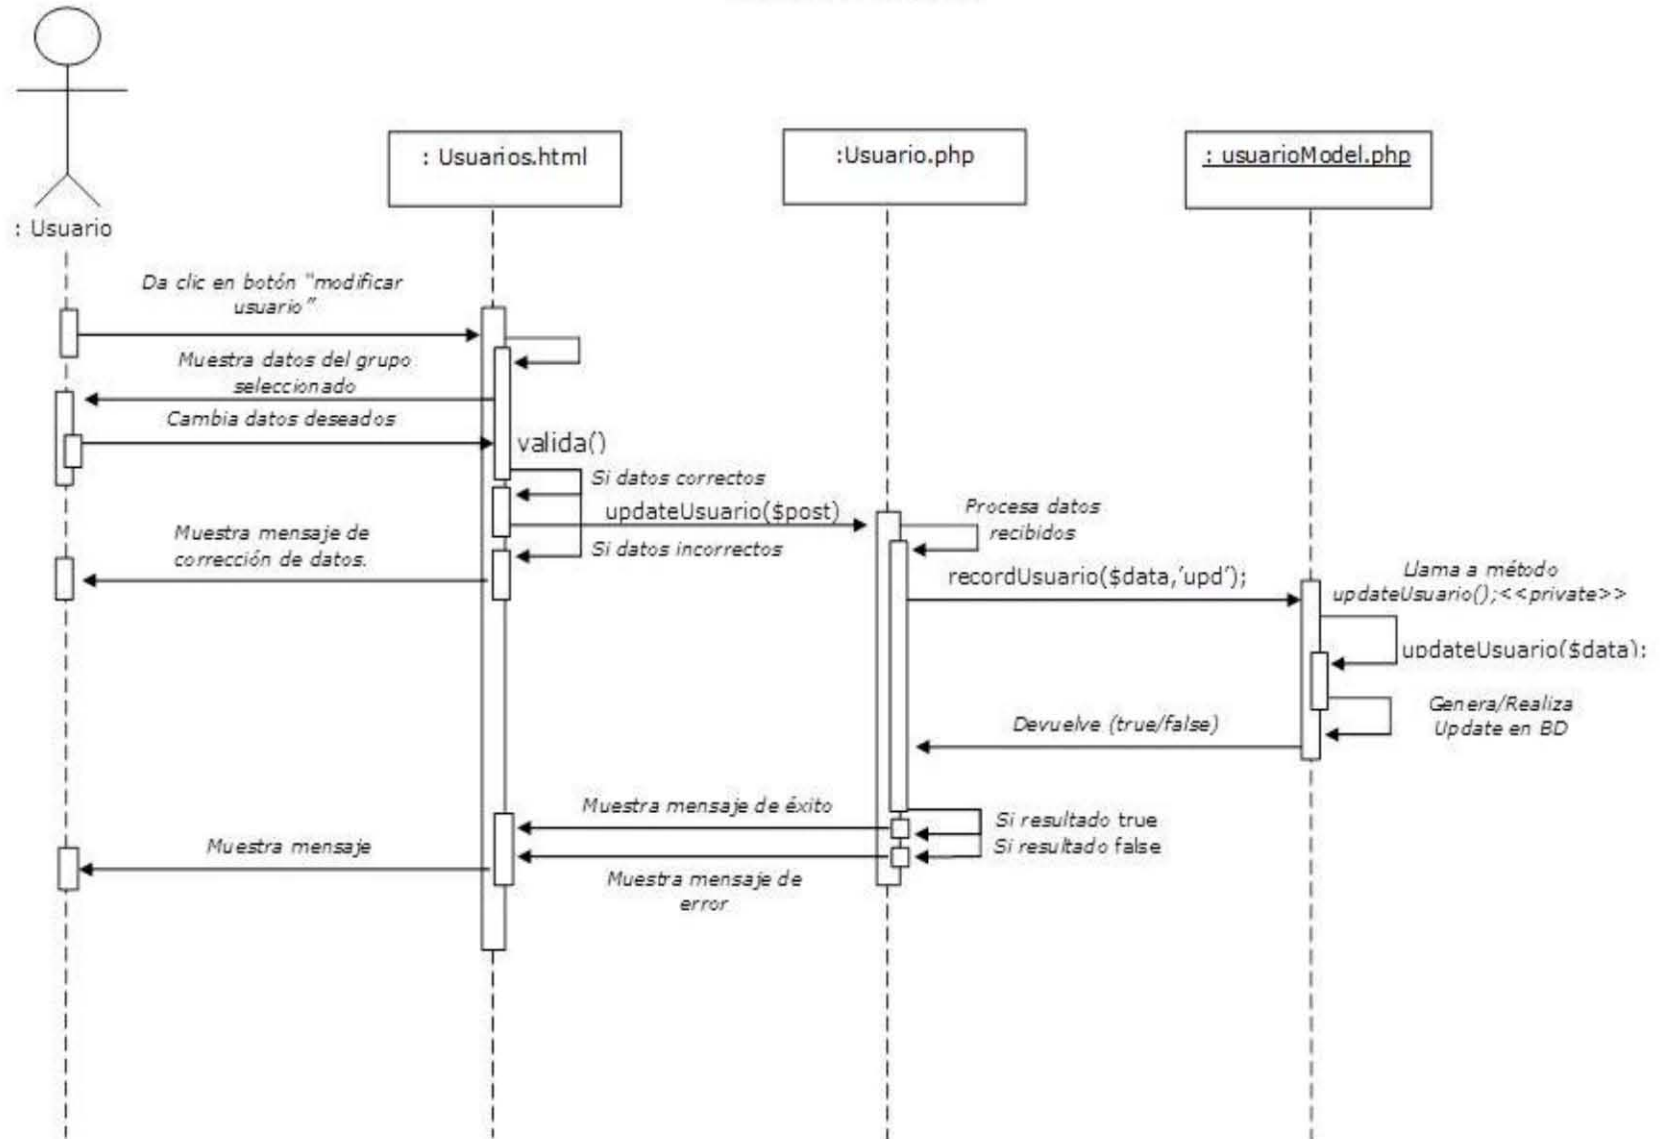 : Usuarios.html
:Usuario.php
: usuarioModel.php
: Usuario
Da clic en botón "modificar
usuario"
Muestra datos del grupo
seleccionado
Cambia datos deseados
valida()
Si datos correctos
updateUsuario($post)
Si datos incorrectos
Procesa datos
recibidos
Muestra mensaje de
corrección de datos.
recordUsuario($data,'upd');
Llama a método
updateUsuario();<<private>>
updateUsuario($data):
Genera/Realiza
Update en BD
Devuelve (true/false)
Muestra mensaje de éxito
Si resultado true
Si resultado false
Muestra mensaje
Muestra mensaje de
error